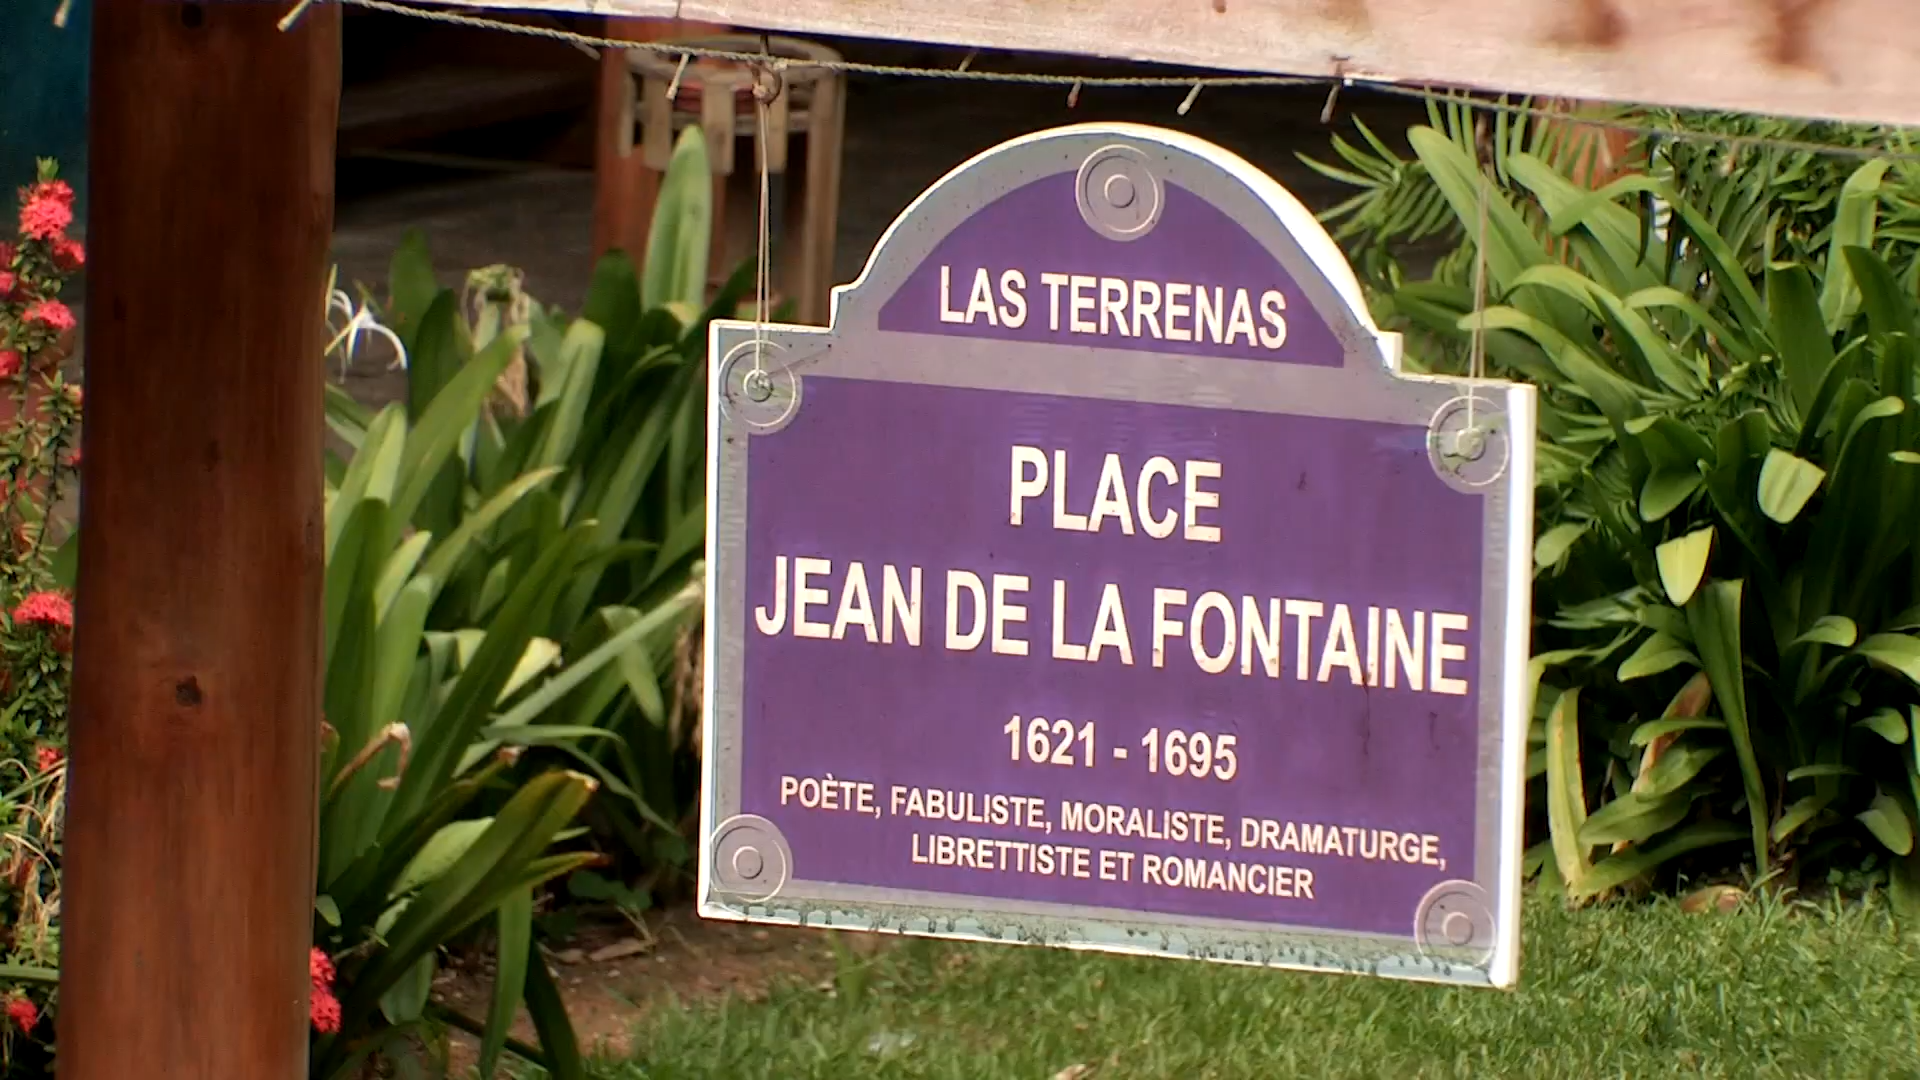 LAS TERRENAS
PLACE
JEAN DE LA FONTAINE
1621 - 1695
POÈTE, FABULISTE, MORALISTE, DRAMATURGE,
LIBRETTISTE ET ROMANCIER